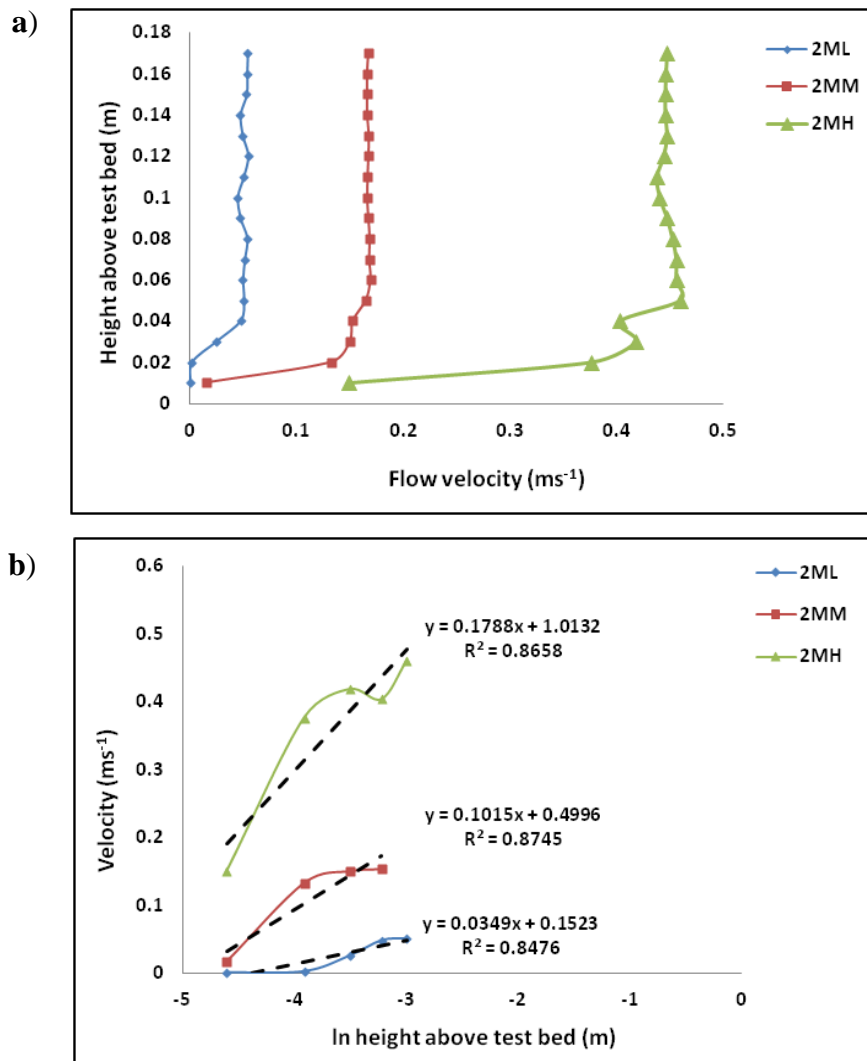 a)
0.18
0.16
0.14
0.12
0.1
0.08
0.06
0.04
0.02
0
Height above test bed (m)
0 0.1 0.2 0.3 0.4 0.5
Flow velocity (ms⁻¹)
2ML
2MM
2MH
b)
0.6
0.5
0.4
0.3
0.2
0.1
0
Velocity (ms⁻¹)
y = 0.1788x + 1.0132
R² = 0.8658
y = 0.1015x + 0.4996
R² = 0.8745
y = 0.0349x + 0.1523
R² = 0.8476
-5 -4 -3 -2 -1 0
ln height above test bed (m)
2ML
2MM
2MH